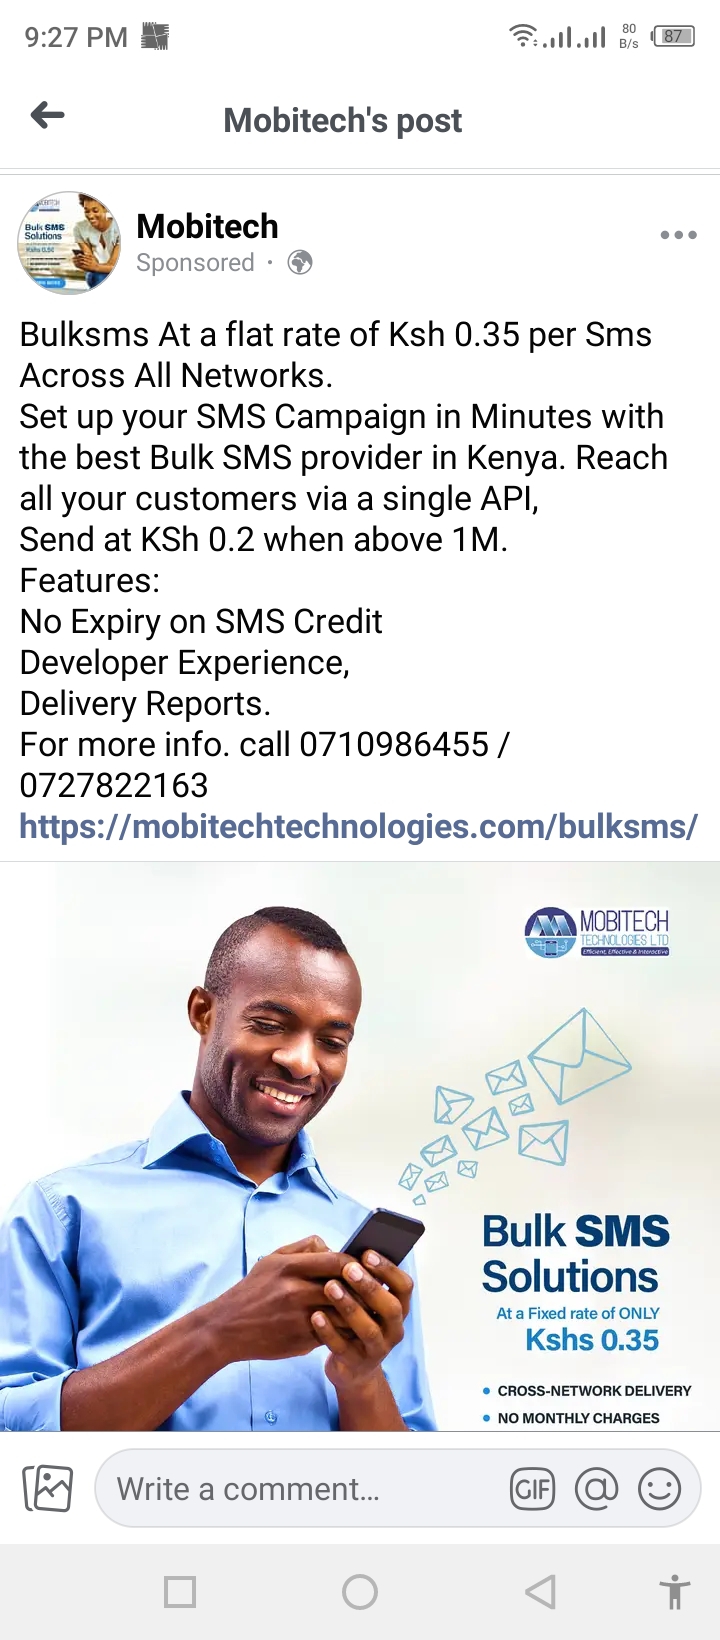 9:27 PM
80
B/s
87
Mobitech's post
Bulk SMS
Solutions
Mobitech
Sponsored ·
Bulksms At a flat rate of Ksh 0.35 per Sms
Across All Networks.
Set up your SMS Campaign in Minutes with
the best Bulk SMS provider in Kenya. Reach
all your customers via a single API,
Send at KSh 0.2 when above 1M.
Features:
No Expiry on SMS Credit
Developer Experience,
Delivery Reports.
For more info. call 0710986455 /
0727822163
https://mobitechtechnologies.com/bulksms/
MOBITECH
TECHNOLOGIES LTD
Efficient, Effective & Interactive
Bulk SMS
Solutions
At a Fixed rate of ONLY
Kshs 0.35
• CROSS-NETWORK DELIVERY
• NO MONTHLY CHARGES
Write a comment...
GIF
@